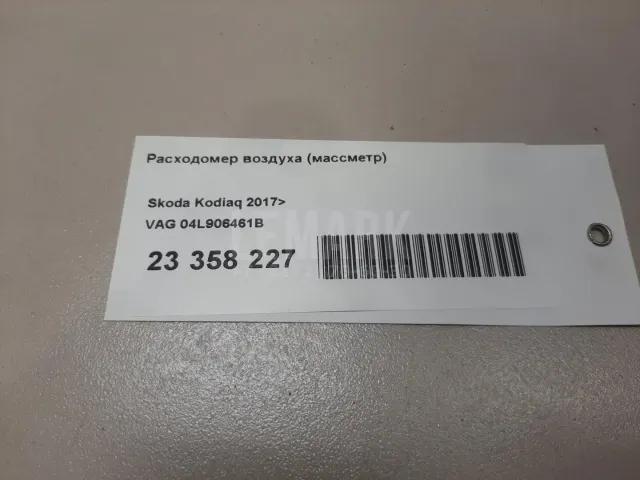 Расходомер воздуха (массметр)
Skoda Kodiaq 2017>
VAG 04L906461B
23 358 227